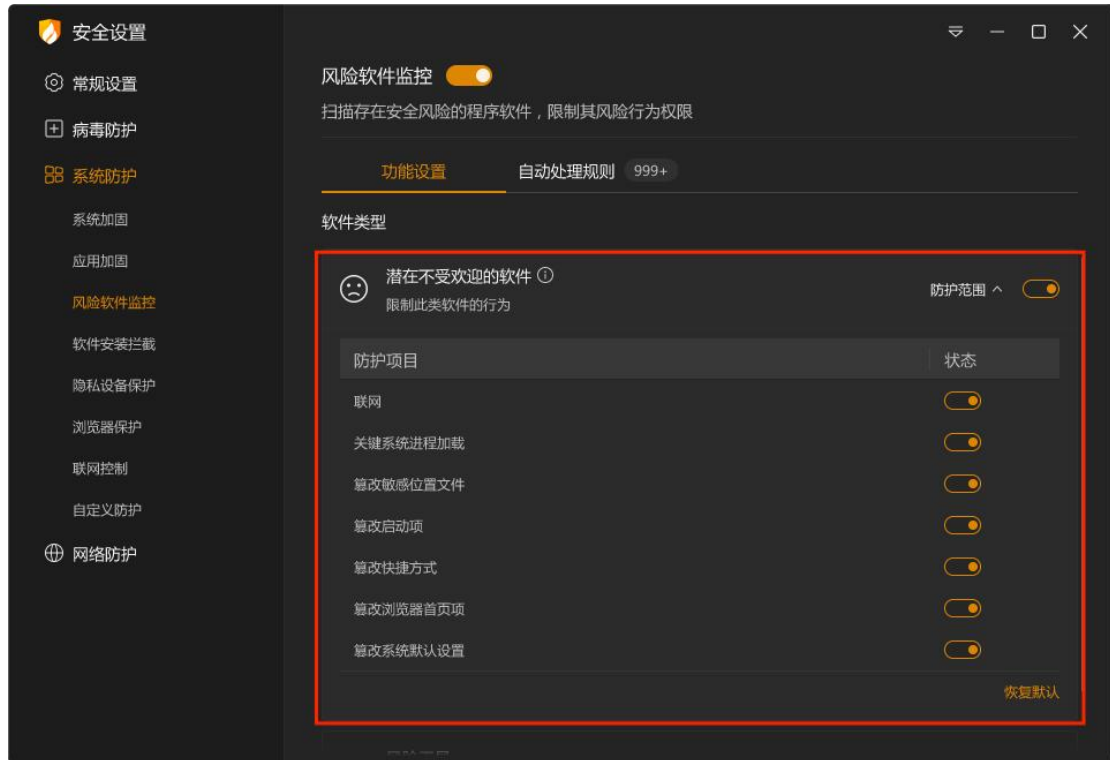 安全设置
常规设置
病毒防护
系统防护
系统加固
应用加固
风险软件监控
软件安装拦截
隐私设备保护
浏览器保护
联网控制
自定义防护
网络防护
风险软件监控
扫描存在安全风险的程序软件，限制其风险行为权限
功能设置 自动处理规则 999+
软件类型
潜在不受欢迎的软件
限制此类软件的行为
防护范围
防护项目 状态
联网
关键系统进程加载
篡改敏感位置文件
篡改启动项
篡改快捷方式
篡改浏览器首页项
篡改系统默认设置
恢复默认